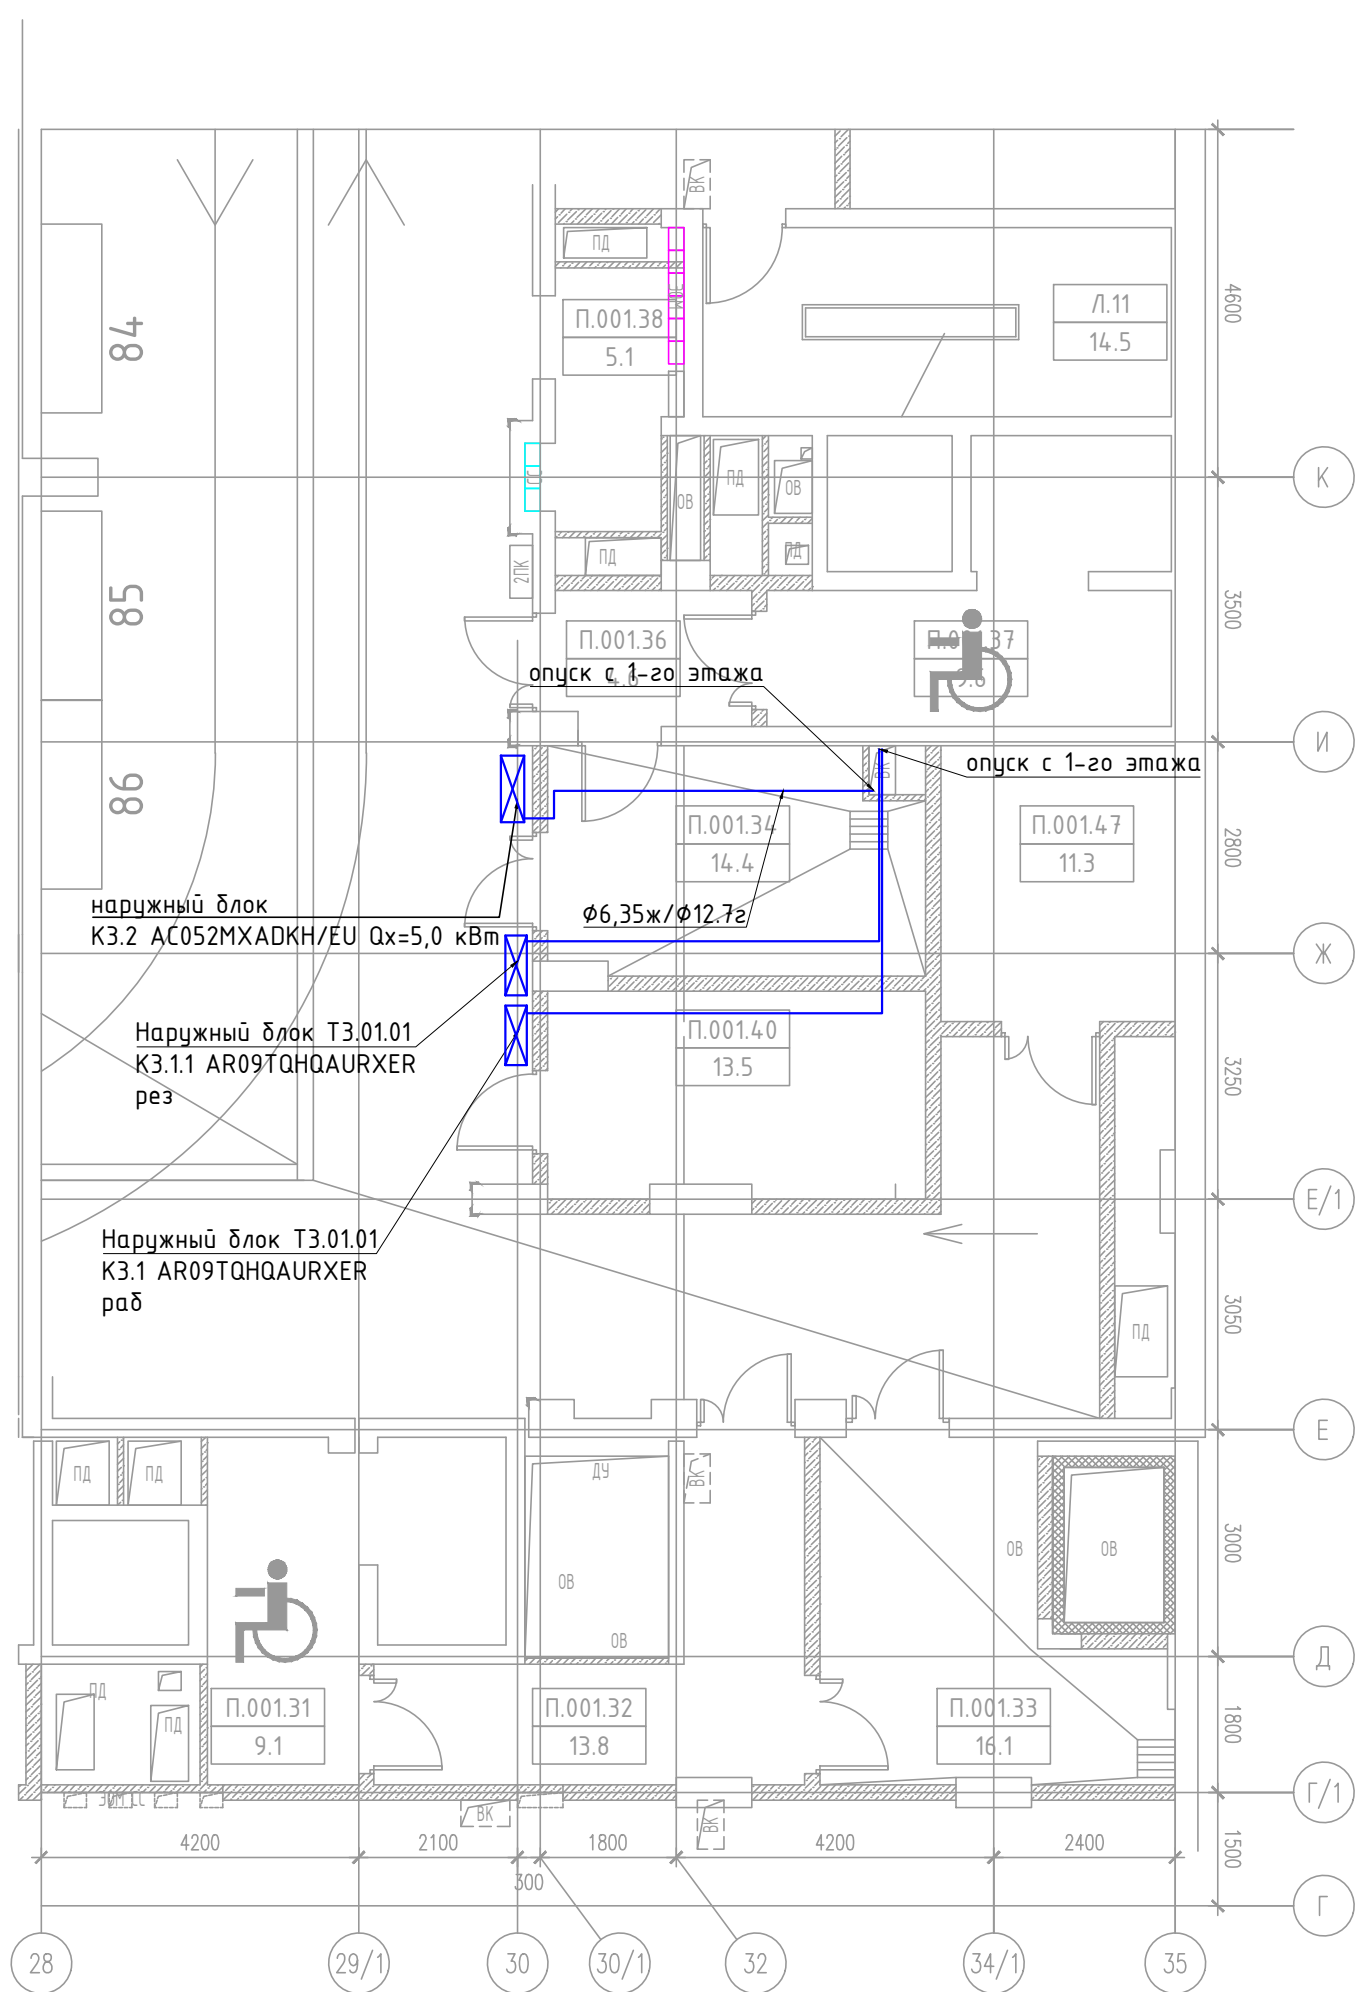 ВК
ПД
П.001.38
5.1
Л.11
14.5
4600
84
СС
ОВ
ПД
ОВ
К
ПД
ПД
2ПК
85
3500
П.001.36
4.6
опуск с 1-го этажа
И
86
ВК
опуск с 1-го этажа
П.001.34
14.4
П.001.47
11.3
2800
наружный блок
К3.2 AC052MXADKH/EU Qх=5,0 кВт
Ф6,35ж/Ф12.7г
Ж
Наружный блок Т3.01.01
К3.1.1 AR09TQHQAURXER
рез
П.001.40
13.5
3250
Е/1
Наружный блок Т3.01.01
К3.1 AR09TQHQAURXER
раб
3050
ПД
Е
ПД
ПД
ДУ
ВК
ОВ
ОВ
ОВ
ОВ
3000
Д
ПД
ПД
П.001.31
9.1
П.001.32
13.8
П.001.33
16.1
1800
Г/1
ВК
ВК
4200
2100
300
1800
4200
2400
1500
Г
28
29/1
30
30/1
32
34/1
35